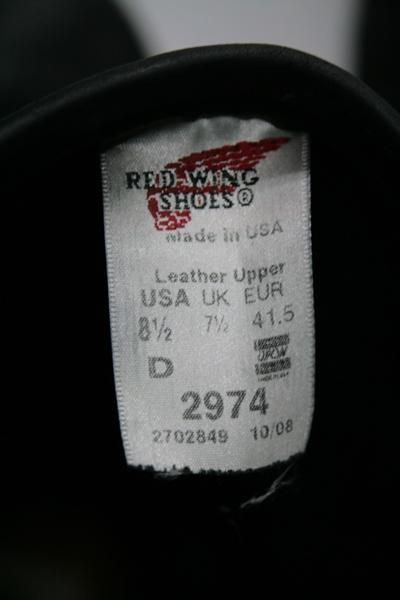 RED WING
SHOES®
Made in USA
Leather Upper
USA UK EUR
8½ 7½ 41.5
D
2974
2702849 10/08